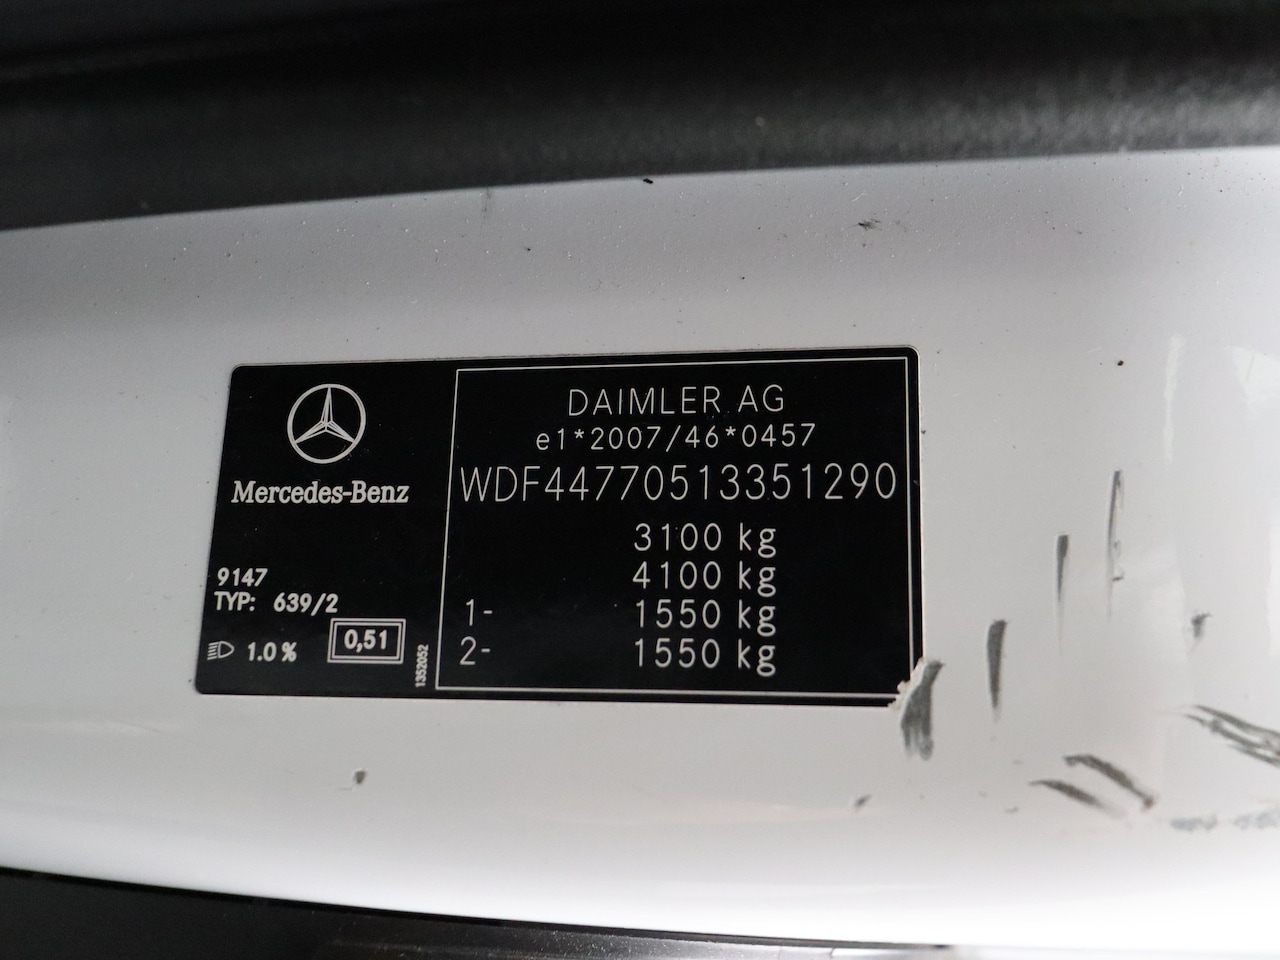 Mercedes-Benz
9147
TYP: 639/2
1.0 %
0,51
1352052
DAIMLER AG
e1*2007/46*0457
WDF44770513351290
3100 kg
4100 kg
1- 1550 kg
2- 1550 kg